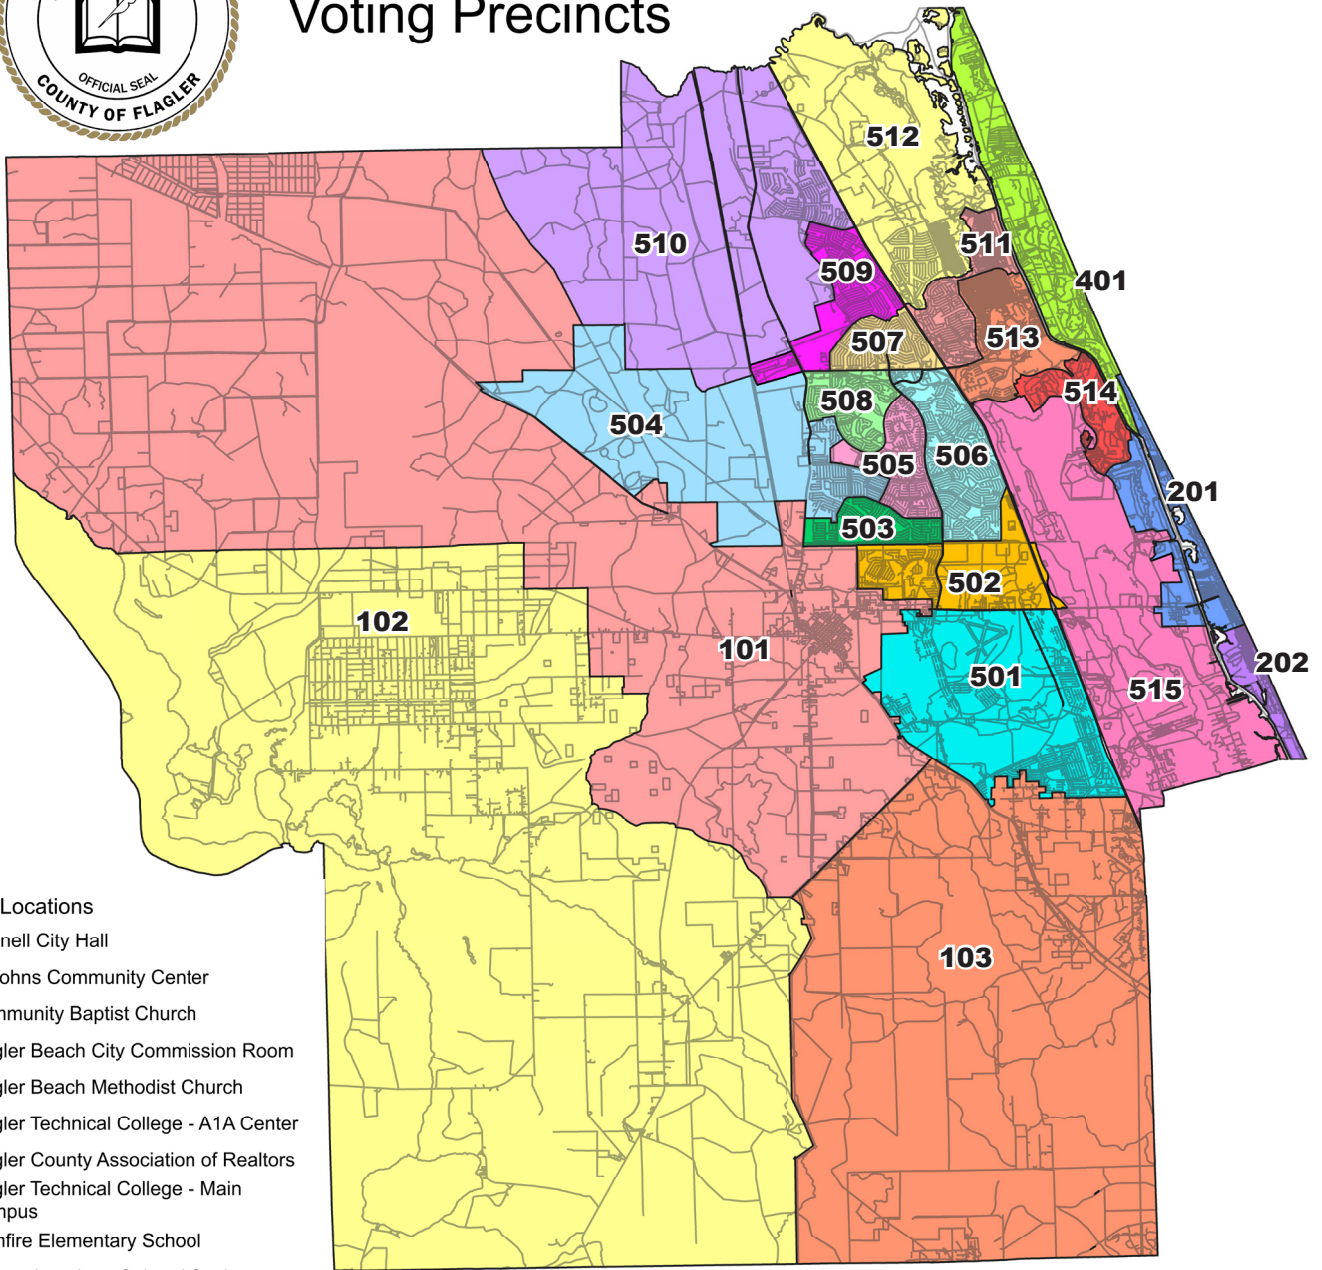 Voting Precincts
OFFICIAL SEAL
COUNTY OF FLAGLER
512
511
510
509
401
507
513
514
508
504
506
505
201
503
502
102
101
202
501
515
103
Locations
nell City Hall
ohns Community Center
mmunity Baptist Church
gler Beach City Commission Room
gler Beach Methodist Church
gler Technical College - A1A Center
gler County Association of Realtors
gler Technical College - Main
mpus
nfire Elementary School